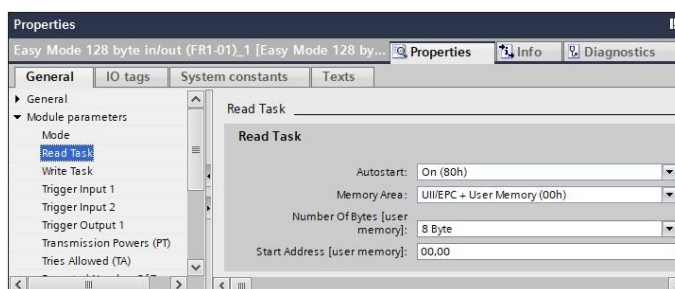 Properties
Easy Mode 128 byte in/out (FR1-01)_1 [Easy Mode 128 by...
Properties
Info
Diagnostics
General
IO tags
System constants
Texts
General
Module parameters
Mode
Read Task
Write Task
Trigger Input 1
Trigger Input 2
Trigger Output 1
Transmission Powers (PT)
Tries Allowed (TA)
Read Task
Read Task
Autostart: On (80h)
Memory Area: UII/EPC + User Memory (00h)
Number Of Bytes [user
memory]: 8 Byte
Start Address [user memory]: 00,00